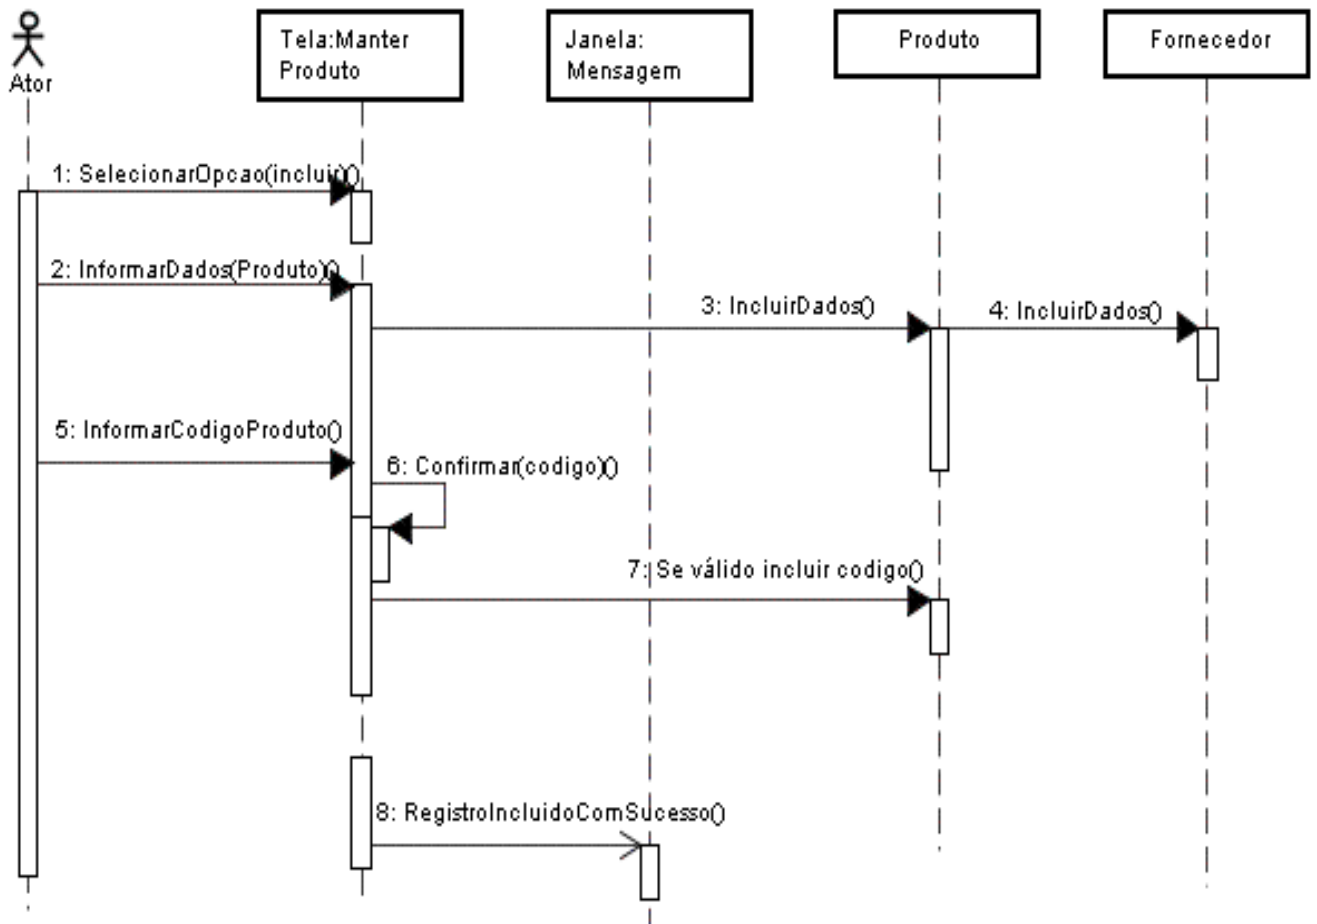 Ator
Tela:Manter
Produto
Janela:
Mensagem
Produto
Fornecedor
1: SelecionarOpcao(incluir)()
2: InformarDados(Produto)()
3: IncluirDados()
4: IncluirDados()
5: InformarCodigoProduto()
6: Confirmar(codigo)()
7: Se válido incluir codigo()
8: RegistroIncluidoComSucesso()